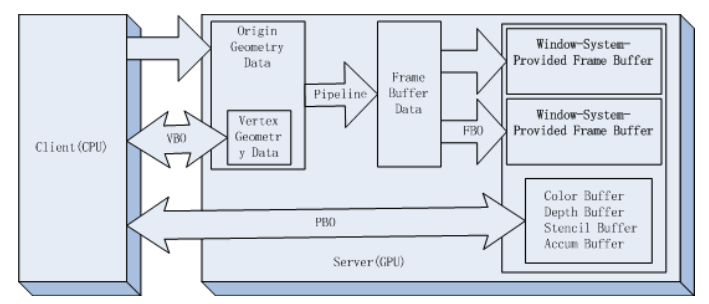 Client(CPU)
VBO
Origin
Geometry
Data
Vertex
Geometr
y Data
Pipeline
Frame
Buffer
Data
FBO
Window-System-
Provided Frame Buffer
Window-System-
Provided Frame Buffer
Color Buffer
Depth Buffer
Stencil Buffer
Accum Buffer
PBO
Server(GPU)